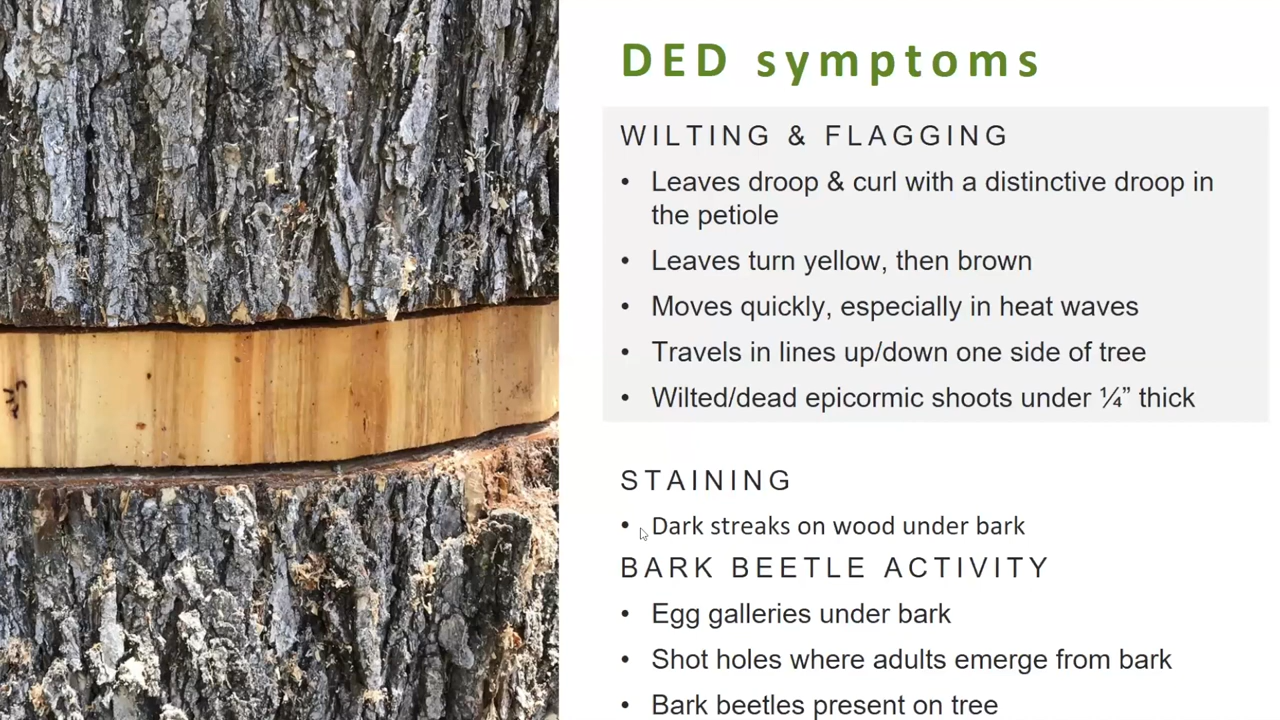 DED symptoms
WILTING & FLAGGING
• Leaves droop & curl with a distinctive droop in
the petiole
• Leaves turn yellow, then brown
• Moves quickly, especially in heat waves
• Travels in lines up/down one side of tree
• Wilted/dead epicormic shoots under ¼” thick
STAINING
• Dark streaks on wood under bark
BARK BEETLE ACTIVITY
• Egg galleries under bark
• Shot holes where adults emerge from bark
• Bark beetles present on tree